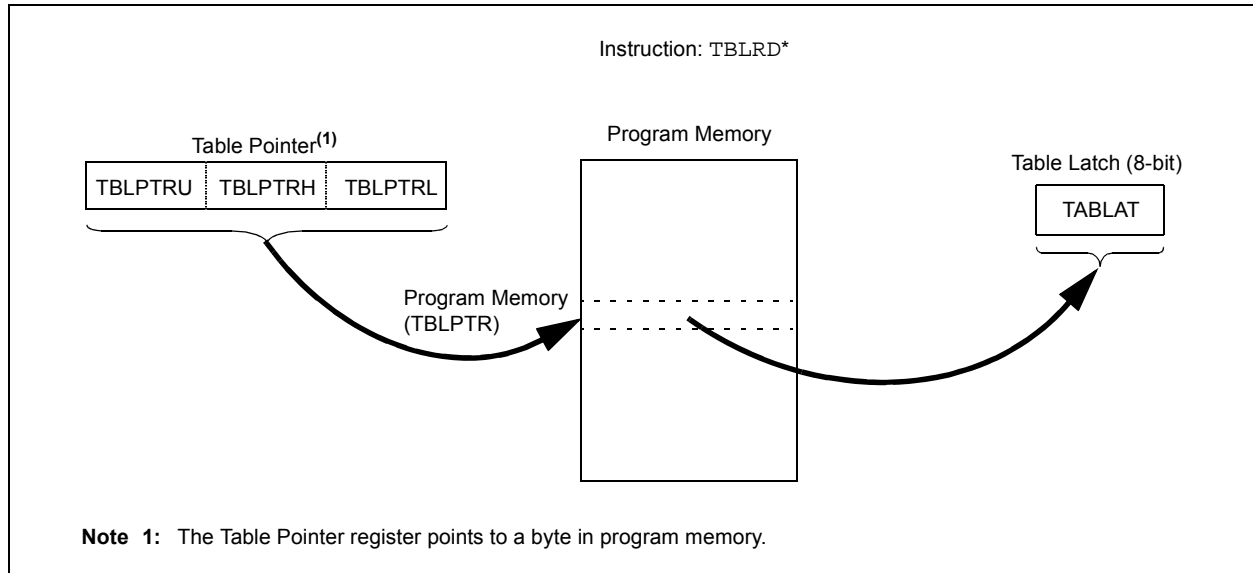 Instruction: TBLRD*
Table Pointer(1)
TBLPTRU TBLPTRH TBLPTRL
Program Memory
Table Latch (8-bit)
TABLAT
Program Memory
(TBLPTR)
Note 1: The Table Pointer register points to a byte in program memory.